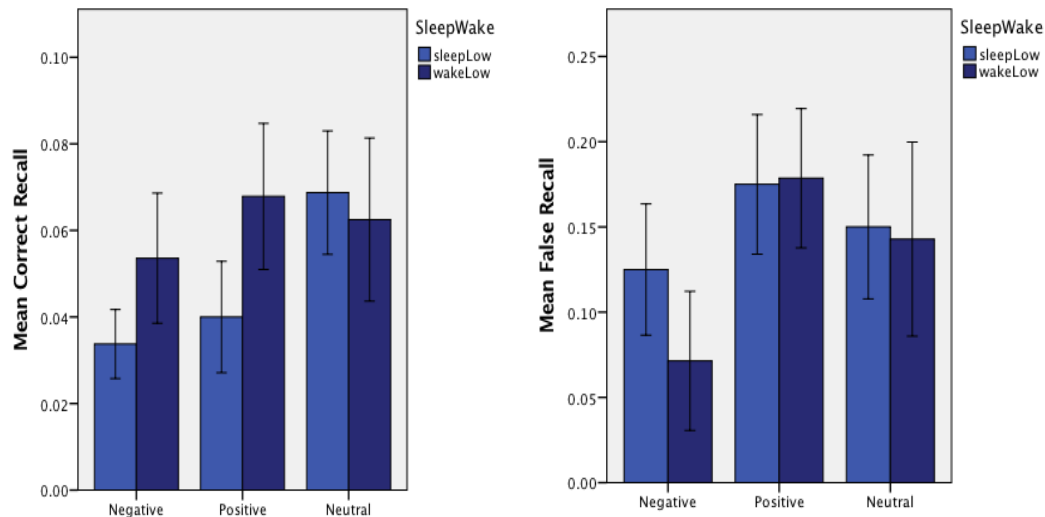 Mean Correct Recall
0.10
0.08
0.06
0.04
0.02
0.00
Negative
Positive
Neutral
SleepWake
sleepLow
wakeLow
Mean False Recall
0.25
0.20
0.15
0.10
0.05
0.00
Negative
Positive
Neutral
SleepWake
sleepLow
wakeLow